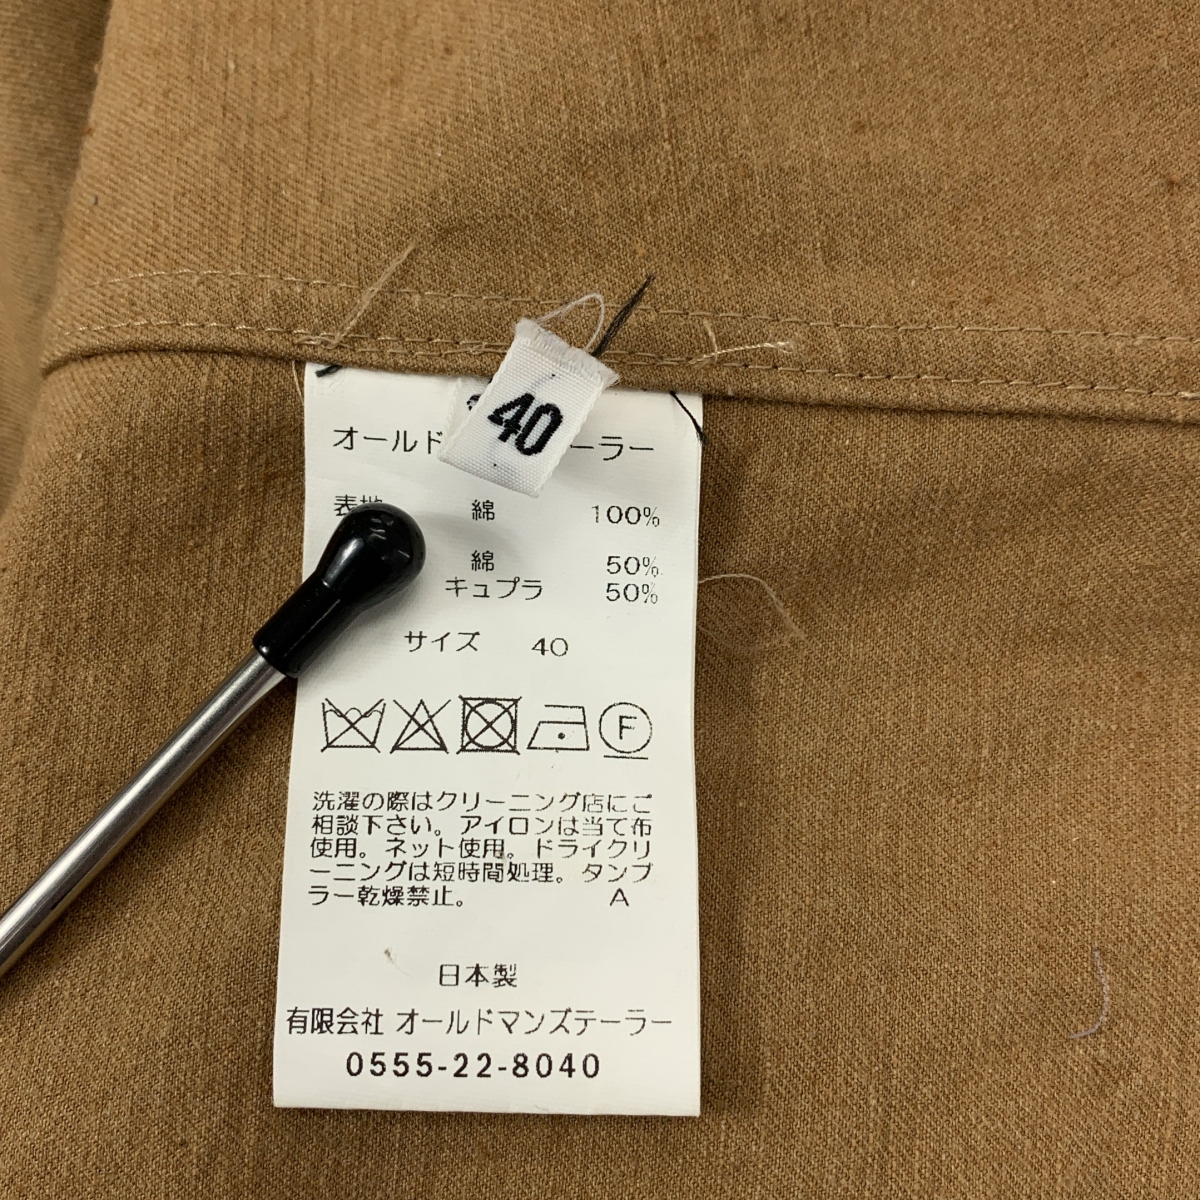 40
オールド ーラー
表地 綿 100%
綿 50%
キュプラ 50%
サイズ 40
F
洗濯の際はクリーニング店にご
相談下さい。アイロンは当て布
使用。ネット使用。ドライクリ
ーニングは短時間処理。タンブ
ラー乾燥禁止。 A
日本製
有限会社 オールドマンズテーラー
0555-22-8040